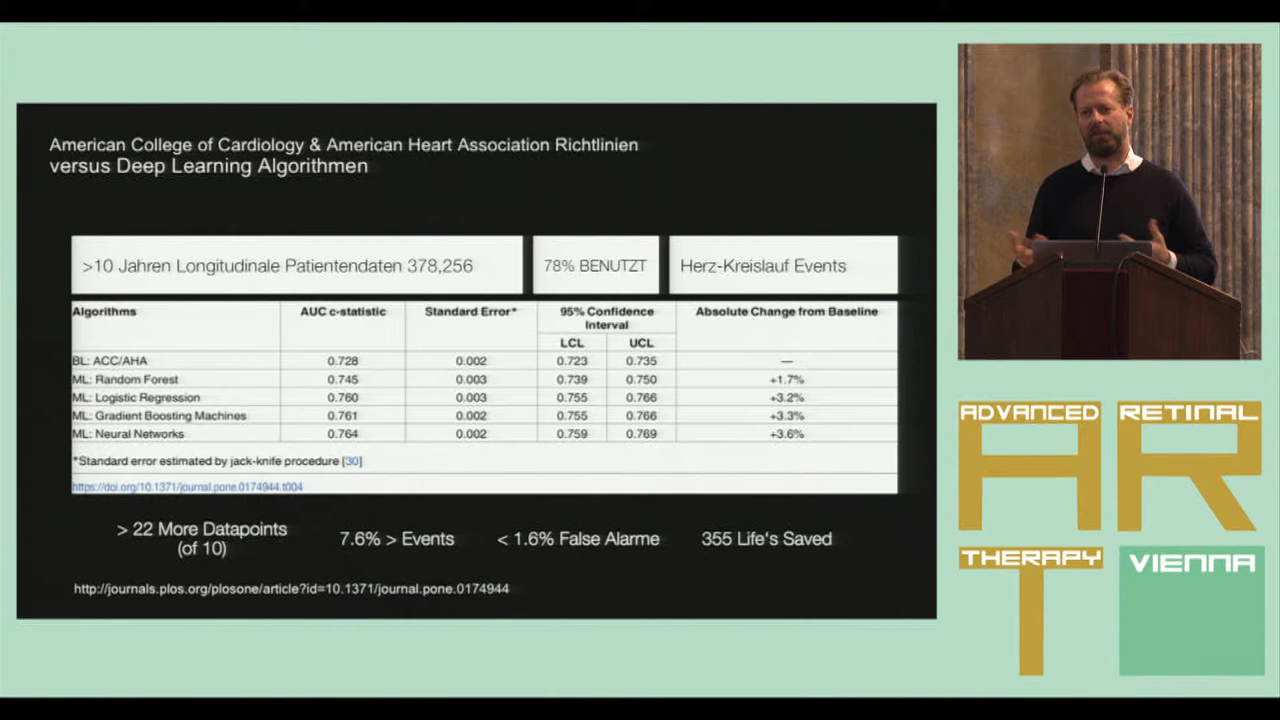 American College of Cardiology & American Heart Association Richtlinien
versus Deep Learning Algorithmen
>10 Jahren Longitudinale Patientendaten 378,256
78% BENUTZT
Herz-Kreislauf Events
Algorithms AUC c-statistic Standard Error* 95% Confidence Interval Absolute Change from Baseline
LCL UCL
BL: ACC/AHA 0.728 0.002 0.723 0.735 —
ML: Random Forest 0.745 0.003 0.739 0.750 +1.7%
ML: Logistic Regression 0.760 0.003 0.755 0.766 +3.2%
ML: Gradient Boosting Machines 0.761 0.002 0.755 0.766 +3.3%
ML: Neural Networks 0.764 0.002 0.759 0.769 +3.6%
*Standard error estimated by jack-knife procedure [30]
https://doi.org/10.1371/journal.pone.0174944.t004
> 22 More Datapoints
(of 10)
7.6% > Events
< 1.6% False Alarme
355 Life's Saved
http://journals.plos.org/plosone/article?id=10.1371/journal.pone.0174944
ADVANCED RETINAL
A R
THERAPY VIENNA
T